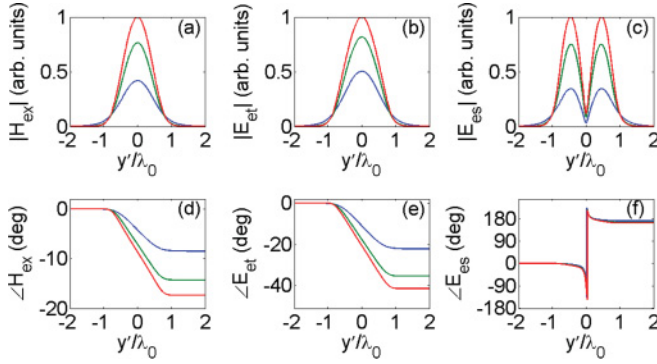 (a) (b) (c)
|H_ex| (arb. units) |E_et| (arb. units) |E_es| (arb. units)
1 1 1
0.5 0.5 0.5
0 0 0
-2 -1 0 1 2 -2 -1 0 1 2 -2 -1 0 1 2
y'/λ_0 y'/λ_0 y'/λ_0
(d) (e) (f)
∠H_ex (deg) ∠E_et (deg) ∠E_es (deg)
0 0 180
-10 -20 90
-20 -40 0
-90
-180
-2 -1 0 1 2 -2 -1 0 1 2 -2 -1 0 1 2
y'/λ_0 y'/λ_0 y'/λ_0